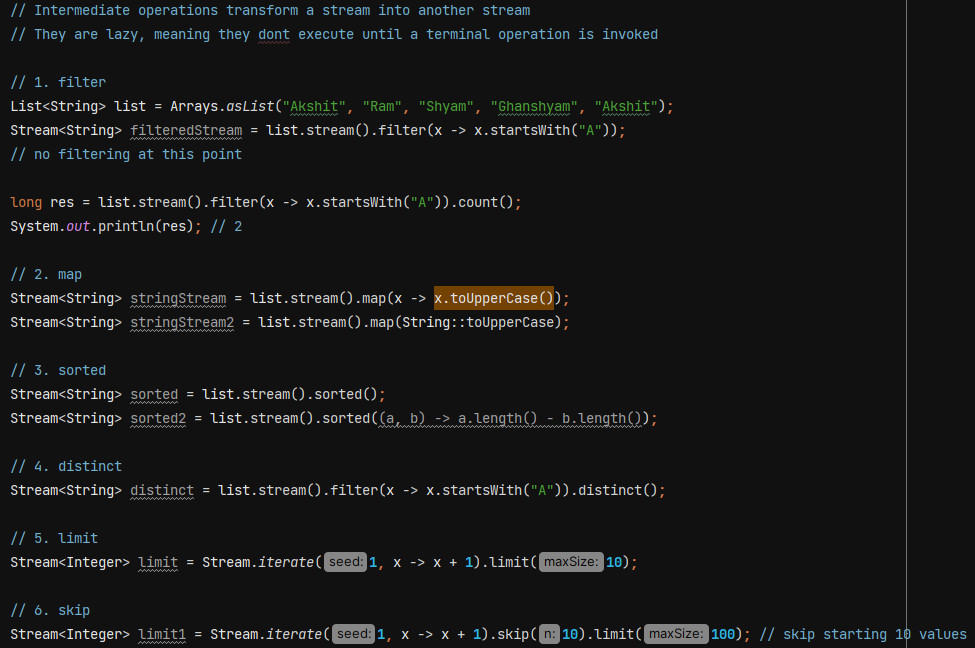 // Intermediate operations transform a stream into another stream
// They are lazy, meaning they dont execute until a terminal operation is invoked
// 1. filter
List<String> list = Arrays.asList("Akshit", "Ram", "Shyam", "Ghanshyam", "Akshit");
Stream<String> filteredStream = list.stream().filter(x -> x.startsWith("A"));
// no filtering at this point
long res = list.stream().filter(x -> x.startsWith("A")).count();
System.out.println(res); // 2
// 2. map
Stream<String> stringStream = list.stream().map(x -> x.toUpperCase());
Stream<String> stringStream2 = list.stream().map(String::toUpperCase);
// 3. sorted
Stream<String> sorted = list.stream().sorted();
Stream<String> sorted2 = list.stream().sorted((a, b) -> a.length() - b.length());
// 4. distinct
Stream<String> distinct = list.stream().filter(x -> x.startsWith("A")).distinct();
// 5. limit
Stream<Integer> limit = Stream.iterate( seed: 1, x -> x + 1).limit( maxSize: 10);
// 6. skip
Stream<Integer> limit1 = Stream.iterate( seed: 1, x -> x + 1).skip( n: 10).limit( maxSize: 100); // skip starting 10 values